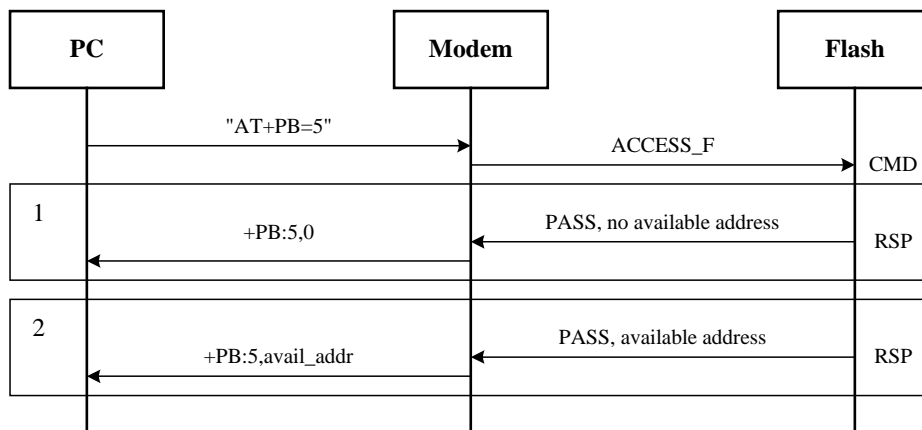 PC
Modem
Flash
"AT+PB=5"
ACCESS_F
CMD
1
+PB:5,0
PASS, no available address
RSP
2
+PB:5,avail_addr
PASS, available address
RSP